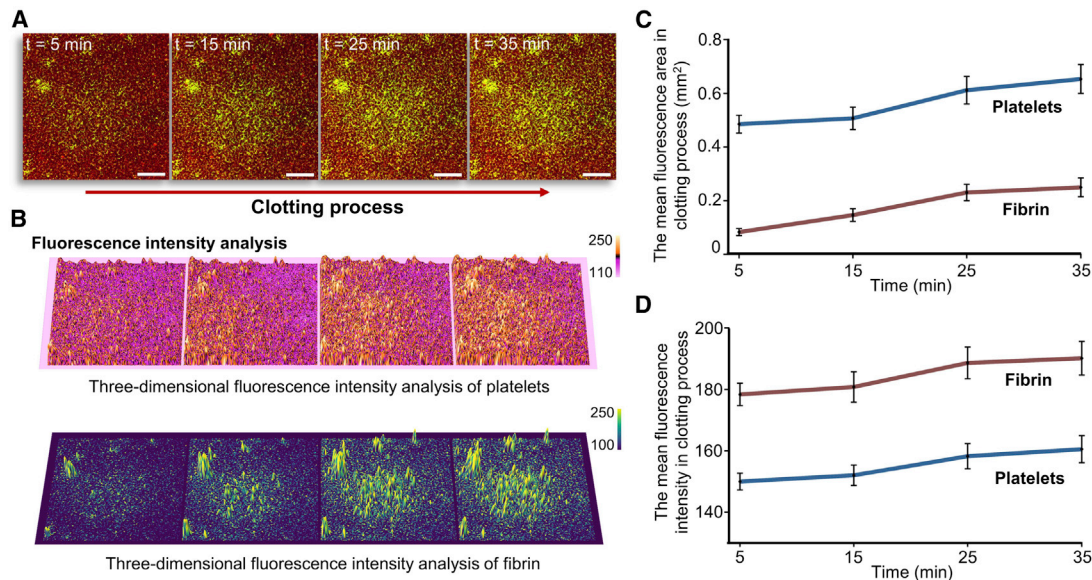 A
t = 5 min
t = 15 min
t = 25 min
t = 35 min
Clotting process
B
Fluorescence intensity analysis
250
110
Three-dimensional fluorescence intensity analysis of platelets
250
100
Three-dimensional fluorescence intensity analysis of fibrin
C
The mean fluorescence area in
clotting process (mm²)
0.8
0.6
0.4
0.2
0
Platelets
Fibrin
5
15
25
35
Time (min)
D
The mean fluorescence
intensity in clotting process
200
180
160
140
Fibrin
Platelets
5
15
25
35
Time (min)